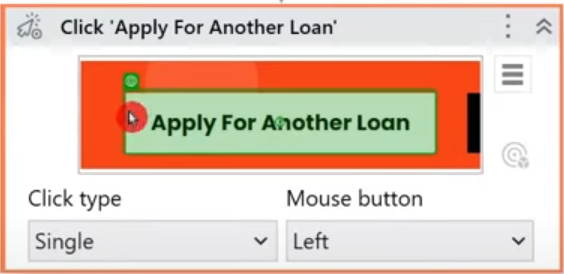 Click 'Apply For Another Loan'
Apply For Another Loan
Click type
Mouse button
Single
Left